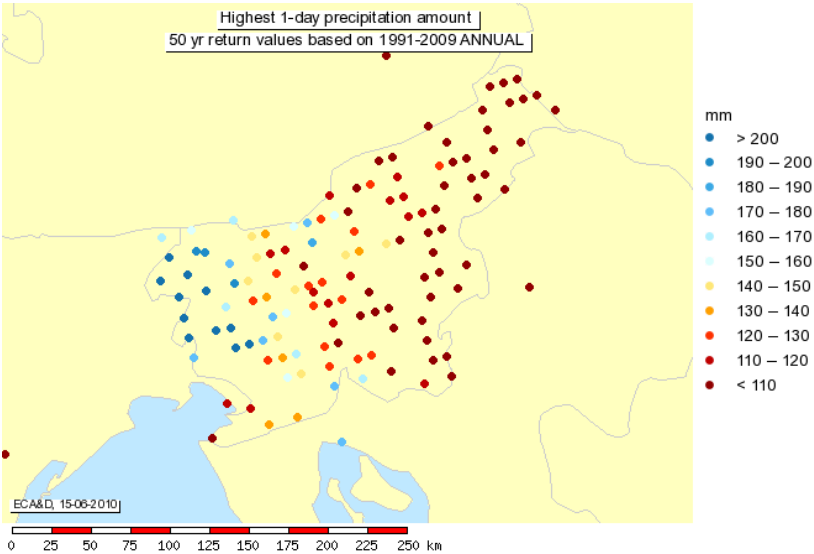 Highest 1-day precipitation amount
50 yr return values based on 1991-2009 ANNUAL
mm
> 200
190 – 200
180 – 190
170 – 180
160 – 170
150 – 160
140 – 150
130 – 140
120 – 130
110 – 120
< 110
ECA&D, 15-06-2010
0 25 50 75 100 125 150 175 200 225 250 km